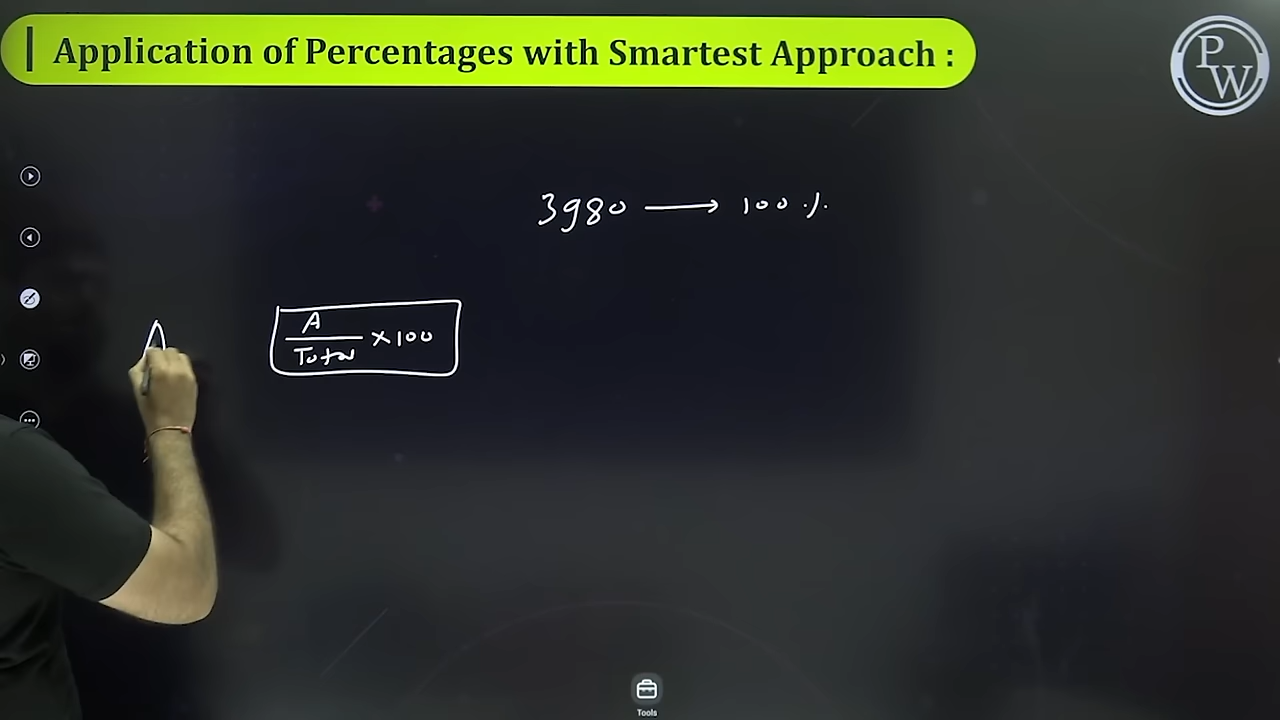 Application of Percentages with Smartest Approach :
PW
3980 → 100 %
A
A
Total × 100
Tools